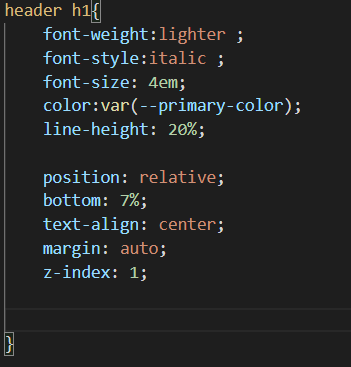 header h1{
font-weight:lighter ;
font-style:italic ;
font-size: 4em;
color:var(--primary-color);
line-height: 20%;
position: relative;
bottom: 7%;
text-align: center;
margin: auto;
z-index: 1;
}